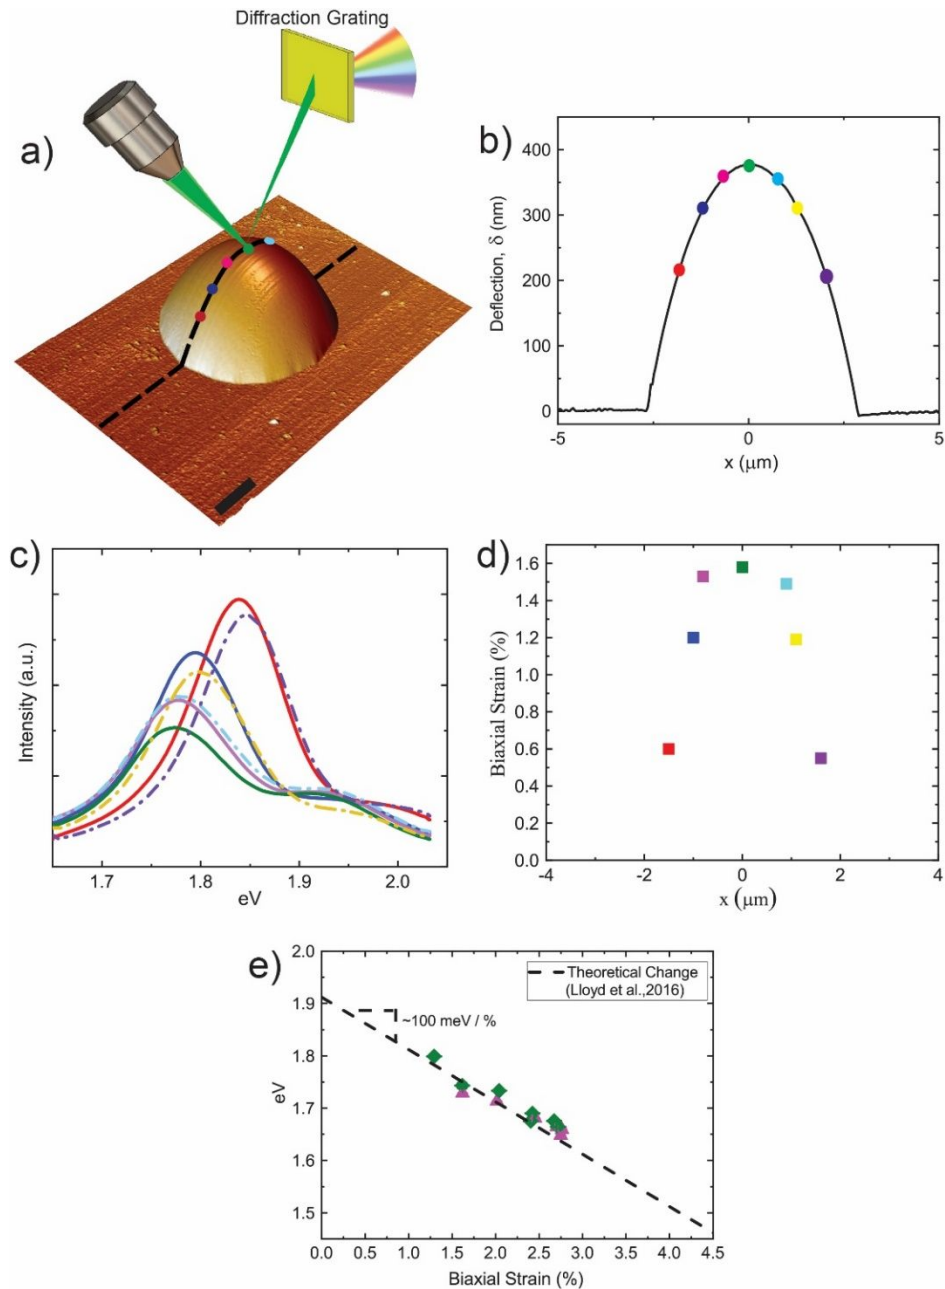 Diffraction Grating
a)
b)
Deflection, δ (nm)
400
300
200
100
0
-5
0
5
x (μm)
c)
Intensity (a.u.)
1.7
1.8
1.9
2.0
eV
d)
Biaxial Strain (%)
1.6
1.4
1.2
1.0
0.8
0.6
0.4
0.2
0.0
-4
-2
0
2
4
x (μm)
e)
eV
2.0
1.9
1.8
1.7
1.6
1.5
Theoretical Change
(Lloyd et al.,2016)
~100 meV / %
0.0 0.5 1.0 1.5 2.0 2.5 3.0 3.5 4.0 4.5
Biaxial Strain (%)